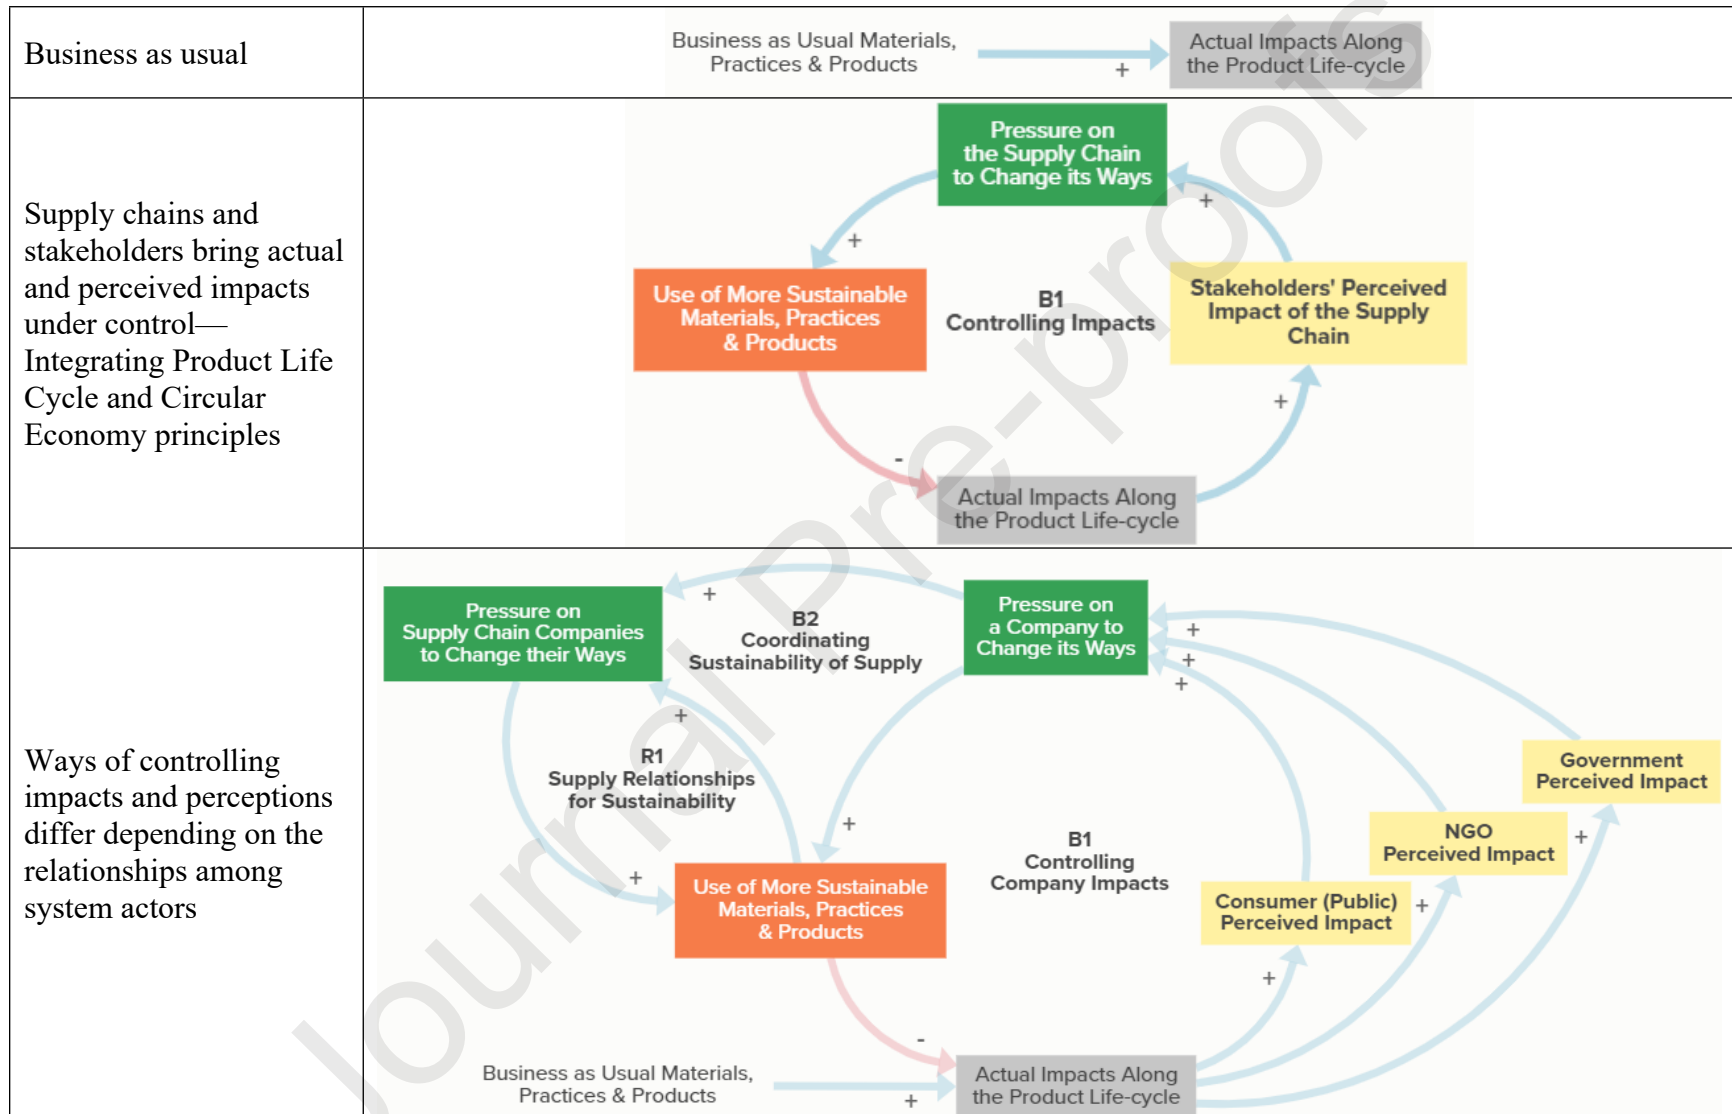 Business as usual
Business as Usual Materials,
Practices & Products
+
Actual Impacts Along
the Product Life-cycle
Supply chains and
stakeholders bring actual
and perceived impacts
under control—
Integrating Product Life
Cycle and Circular
Economy principles
Pressure on
the Supply Chain
to Change its Ways
+
+
Use of More Sustainable
Materials, Practices
& Products
B1
Controlling Impacts
Stakeholders' Perceived
Impact of the Supply
Chain
+
-
Actual Impacts Along
the Product Life-cycle
Ways of controlling
impacts and perceptions
differ depending on the
relationships among
system actors
Pressure on
Supply Chain Companies
to Change their Ways
+
B2
Coordinating
Sustainability of Supply
Pressure on
a Company to
Change its Ways
+
+
+
+
R1
Supply Relationships
for Sustainability
Government
Perceived Impact
+
B1
Controlling
Company Impacts
NGO
Perceived Impact
+
+
Use of More Sustainable
Materials, Practices
& Products
Consumer (Public)
Perceived Impact
+
+
-
Business as Usual Materials,
Practices & Products
+
Actual Impacts Along
the Product Life-cycle
Journal Pre-proofs